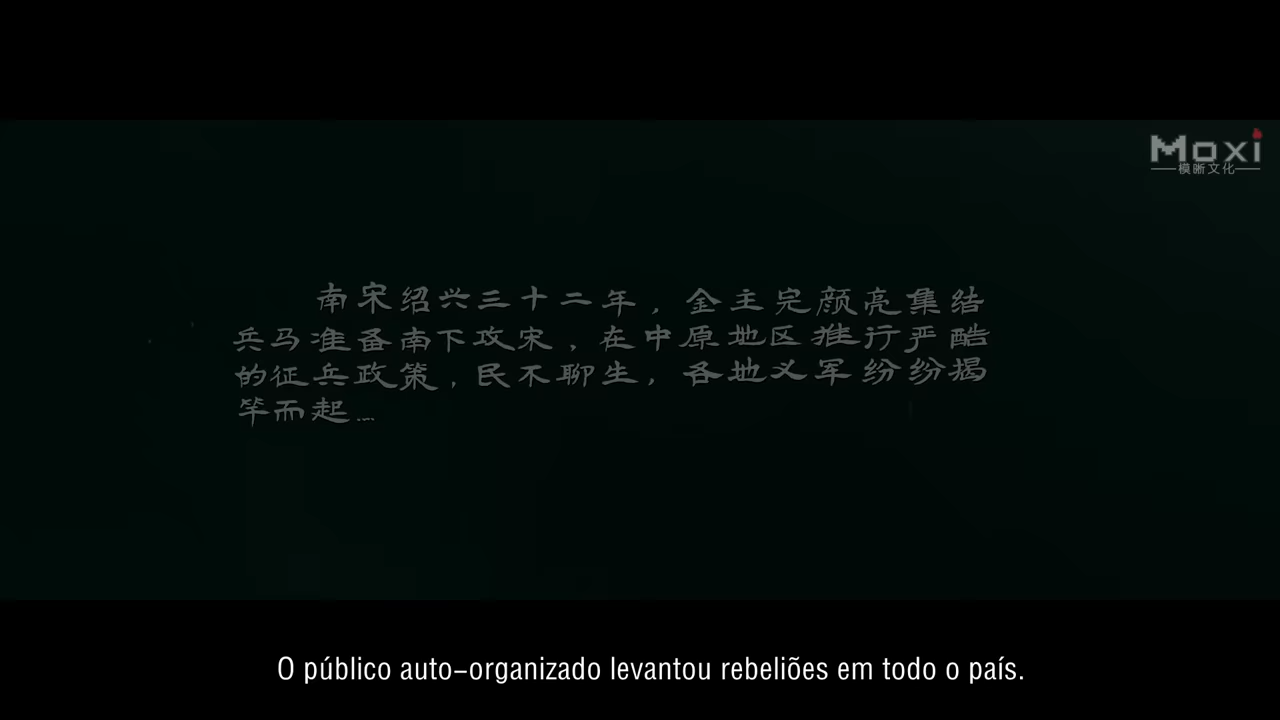 Moxi
模晰文化
南宋绍兴三十二年，金主完颜亮集结
兵马准备南下攻宋，在中原地区推行严酷
的征兵政策，民不聊生，各地义军纷纷揭
竿而起……
O público auto-organizado levantou rebeliões em todo o país.